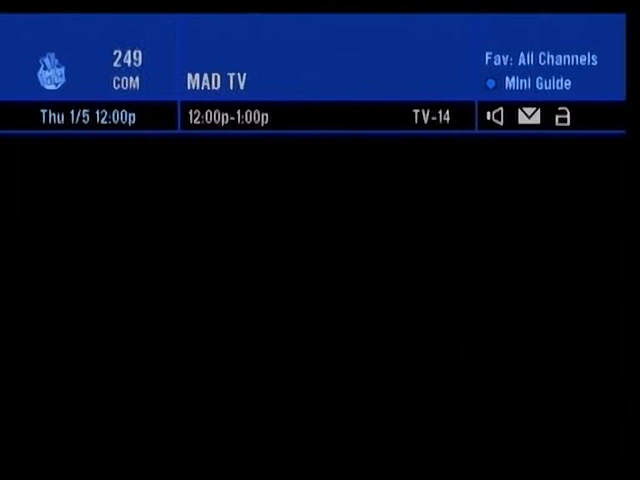 249
COM
MAD TV
Fav: All Channels
Mini Guide
Thu 1/5 12:00p
12:00p-1:00p
TV-14